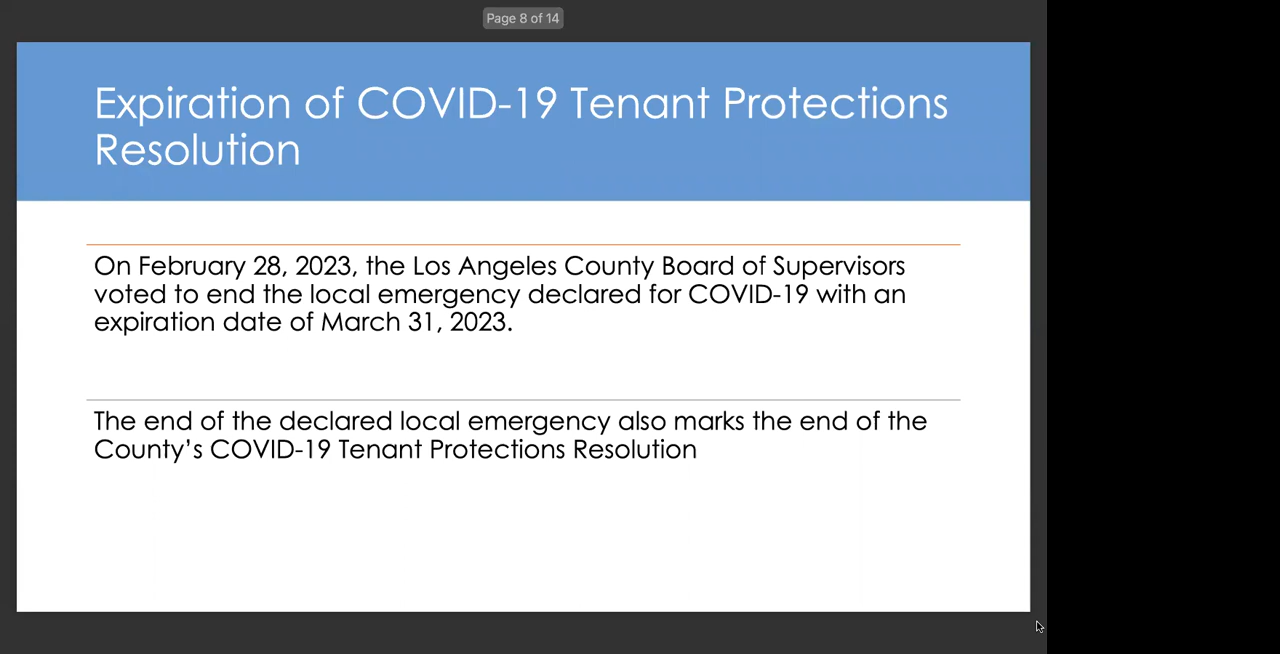 Page 8 of 14
Expiration of COVID-19 Tenant Protections
Resolution
On February 28, 2023, the Los Angeles County Board of Supervisors
voted to end the local emergency declared for COVID-19 with an
expiration date of March 31, 2023.
The end of the declared local emergency also marks the end of the
County’s COVID-19 Tenant Protections Resolution